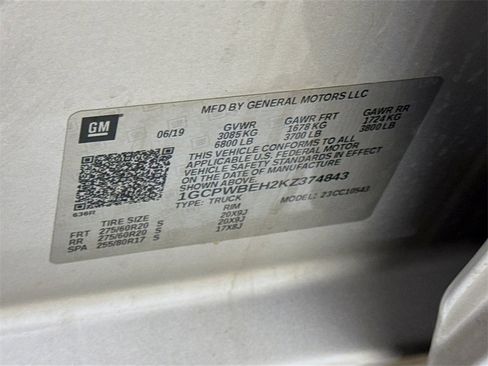 MFD BY GENERAL MOTORS LLC
GM
06/19
GVWR GAWR FRT GAWR RR
3085 KG 1678 KG 1724 KG
6800 LB 3700 LB 3800 LB
THIS VEHICLE CONFORMS TO ALL
APPLICABLE U.S. FEDERAL MOTOR
VEHICLE SAFETY STANDARDS IN EFFECT
ON THE DATE OF MANUFACTURE SHOWN ABOVE
1GCPWBEH2KZ374843
636R
TYPE: TRUCK MODEL: 23CC10543
TIRE SIZE RIM
FRT 275/60R20 S 20X9J
RR 275/60R20 S 20X9J
SPA 255/80R17 S 17X8J